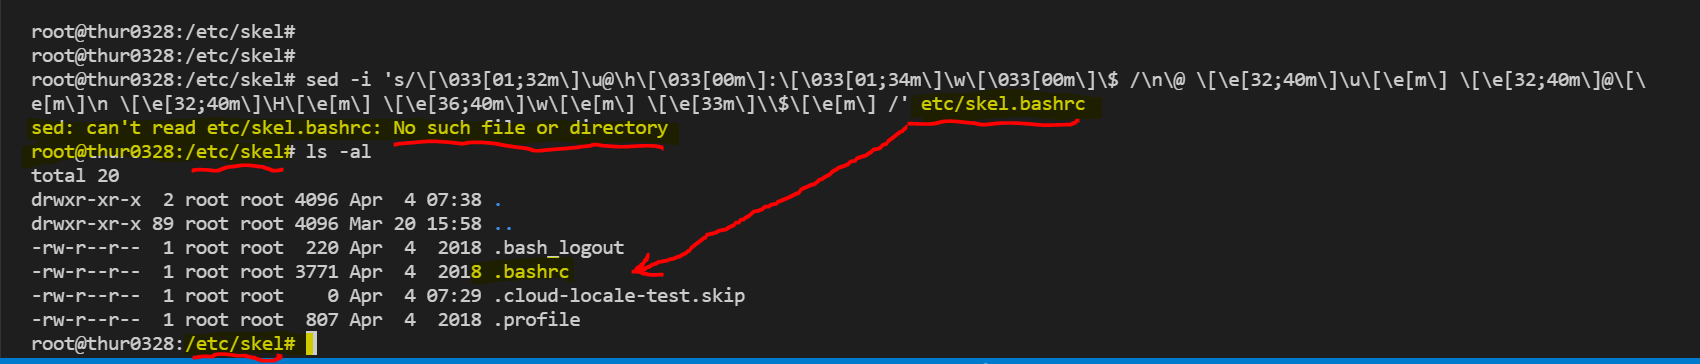 root@thur0328:/etc/skel#
root@thur0328:/etc/skel#
root@thur0328:/etc/skel# sed -i 's/\[\033[01;32m\]\u@\h\[\033[00m\]:\[\033[01;34m\]\w\[\033[00m\]\$ /\n\@ \[\e[32;40m\]\u\[\e[m\] \[\e[32;40m\]@\[\
e[m\]\n \[\e[32;40m\]\H\[\e[m\] \[\e[36;40m\]\w\[\e[m\] \[\e[33m\]\\$\[\e[m\] /' etc/skel.bashrc
sed: can't read etc/skel.bashrc: No such file or directory
root@thur0328:/etc/skel# ls -al
total 20
drwxr-xr-x  2 root root 4096 Apr  4 07:38 .
drwxr-xr-x 89 root root 4096 Mar 20 15:58 ..
-rw-r--r--  1 root root  220 Apr  4  2018 .bash_logout
-rw-r--r--  1 root root 3771 Apr  4  2018 .bashrc
-rw-r--r--  1 root root    0 Apr  4 07:29 .cloud-locale-test.skip
-rw-r--r--  1 root root  807 Apr  4  2018 .profile
root@thur0328:/etc/skel#